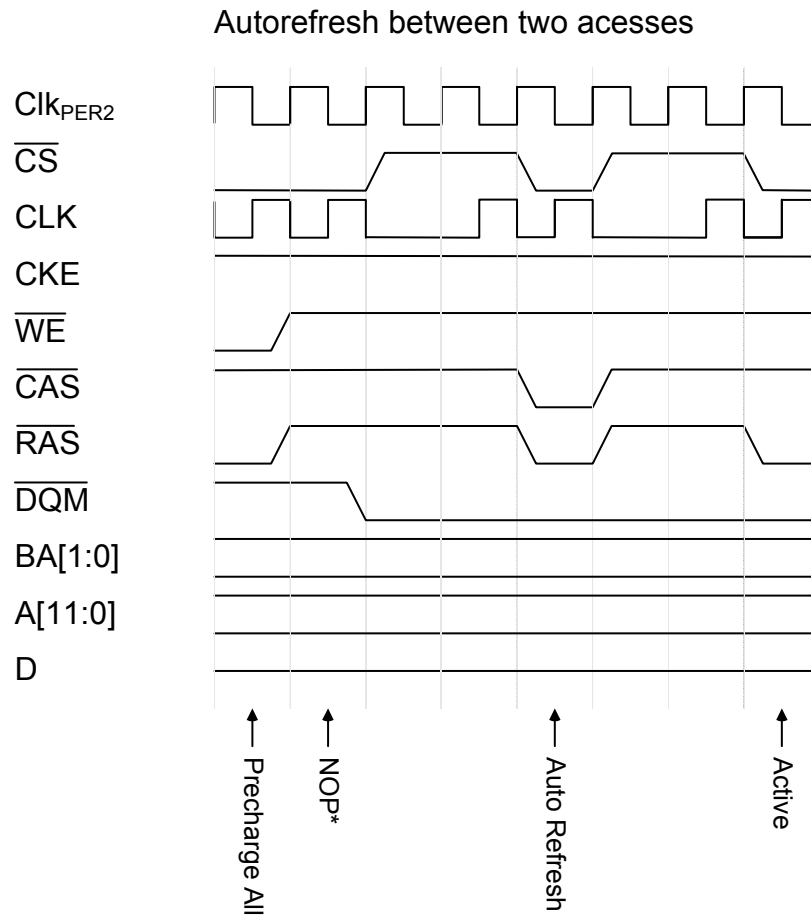 Autorefresh between two acesses
ClkPER2
CS
CLK
CKE
WE
CAS
RAS
DQM
BA[1:0]
A[11:0]
D
Precharge All
NOP*
Auto Refresh
Active